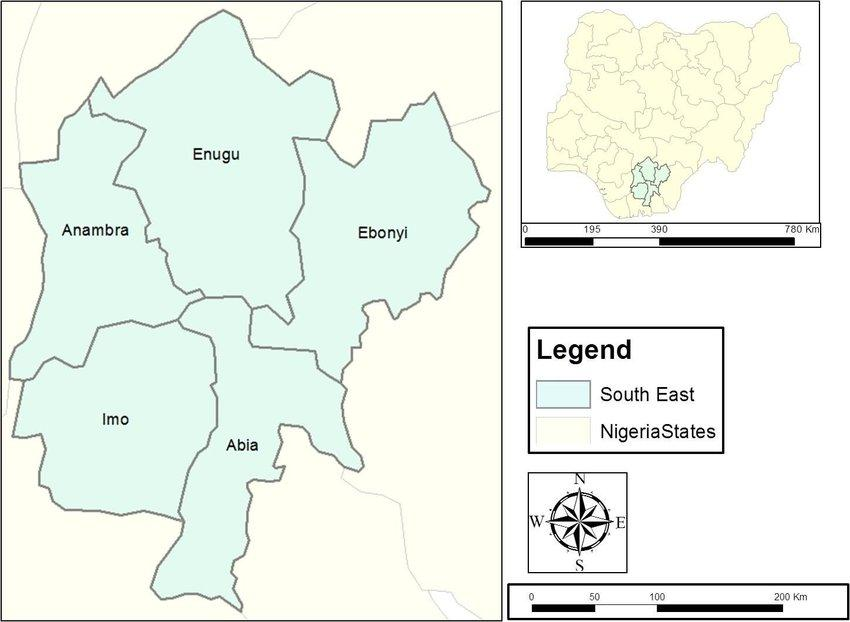 Enugu
Anambra
Ebonyi
Imo
Abia
0 195 390 780 Km
Legend
South East
NigeriaStates
N
W E
S
0 50 100 200 Km